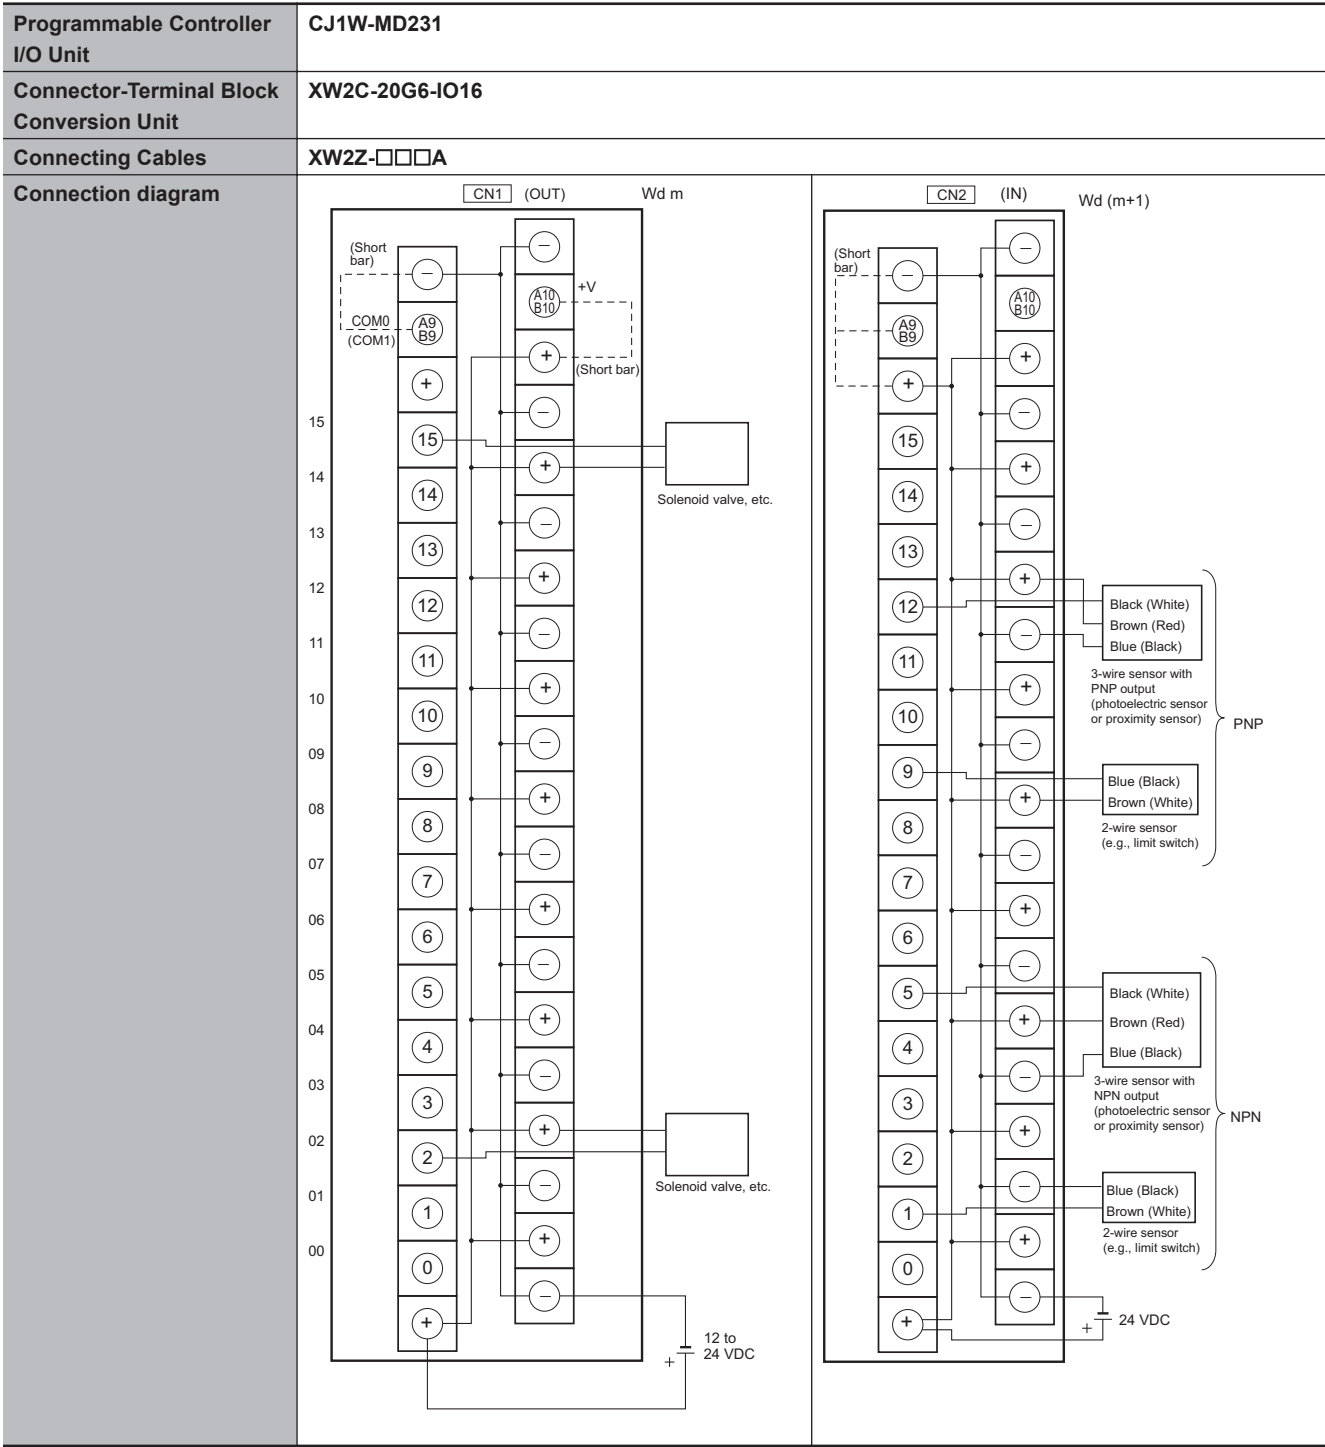 Programmable Controller
I/O Unit
CJ1W-MD231
Connector-Terminal Block
Conversion Unit
XW2C-20G6-IO16
Connecting Cables
XW2Z-□□□A
Connection diagram
CN1 (OUT) Wd m
(Short
bar)
−
−
A10
B10
+V
COM0
(COM1)
A9
B9
+
(Short bar)
+
−
15
15
+
Solenoid valve, etc.
14
14
−
13
13
+
12
12
−
11
11
+
10
10
−
09
9
+
08
8
−
07
7
+
06
6
−
05
5
+
04
4
−
03
3
+
02
2
Solenoid valve, etc.
−
01
1
+
00
0
−
+
12 to
24 VDC
+
CN2 (IN) Wd (m+1)
(Short
bar)
−
−
A10
B10
A9
B9
+
+
−
15
+
14
−
13
+
12
Black (White)
Brown (Red)
Blue (Black)
−
11
3-wire sensor with
PNP output
(photoelectric sensor
or proximity sensor)
+
PNP
10
−
9
Blue (Black)
Brown (White)
+
2-wire sensor
(e.g., limit switch)
8
−
7
+
6
−
5
Black (White)
Brown (Red)
Blue (Black)
+
4
−
3-wire sensor with
NPN output
(photoelectric sensor
or proximity sensor)
NPN
3
+
2
−
Blue (Black)
Brown (White)
1
2-wire sensor
(e.g., limit switch)
+
0
−
+
24 VDC
+